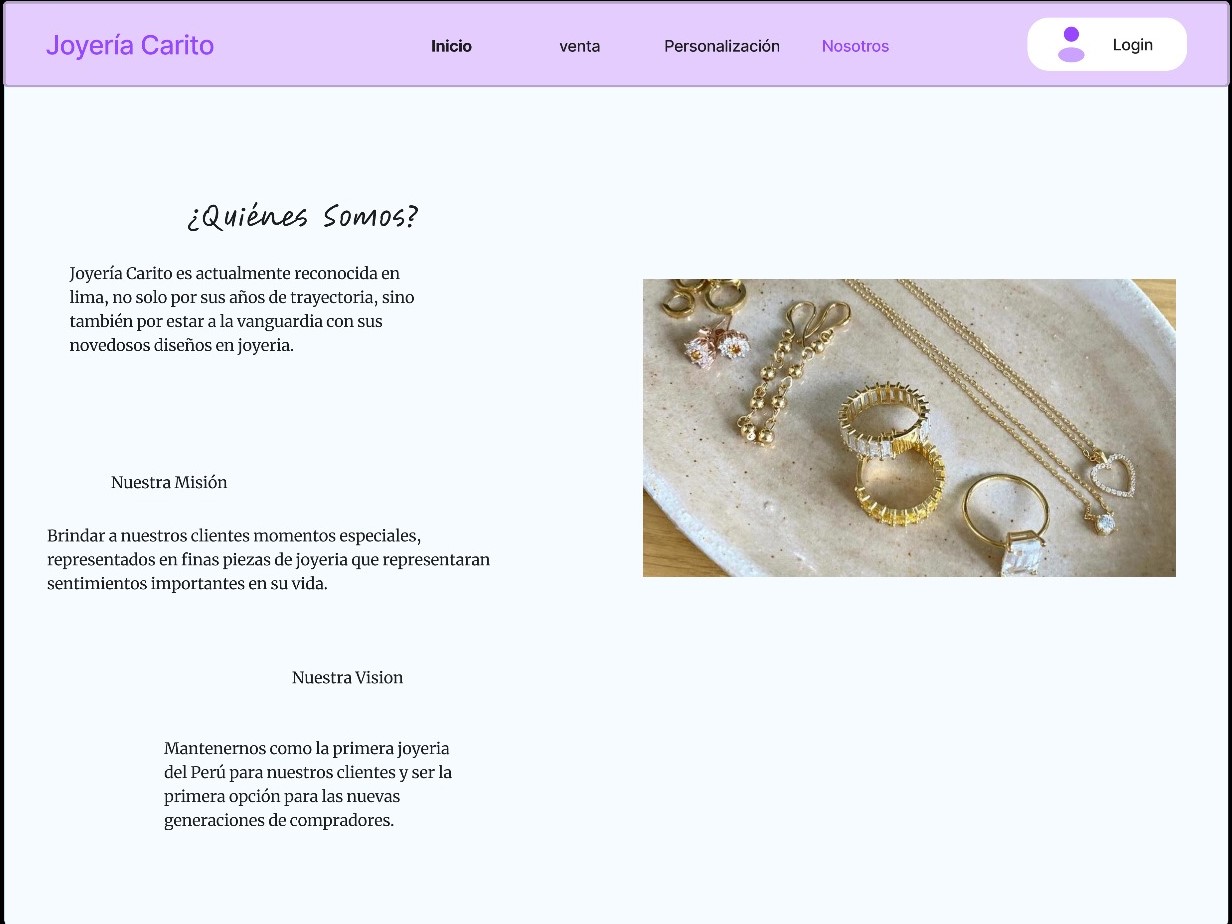 Joyería Carito
Inicio
venta
Personalización
Nosotros
Login
¿Quiénes Somos?
Joyería Carito es actualmente reconocida en
lima, no solo por sus años de trayectoria, sino
también por estar a la vanguardia con sus
novedosos diseños en joyeria.
Nuestra Misión
Brindar a nuestros clientes momentos especiales,
representados en finas piezas de joyeria que representaran
sentimientos importantes en su vida.
Nuestra Vision
Mantenernos como la primera joyeria
del Perú para nuestros clientes y ser la
primera opción para las nuevas
generaciones de compradores.